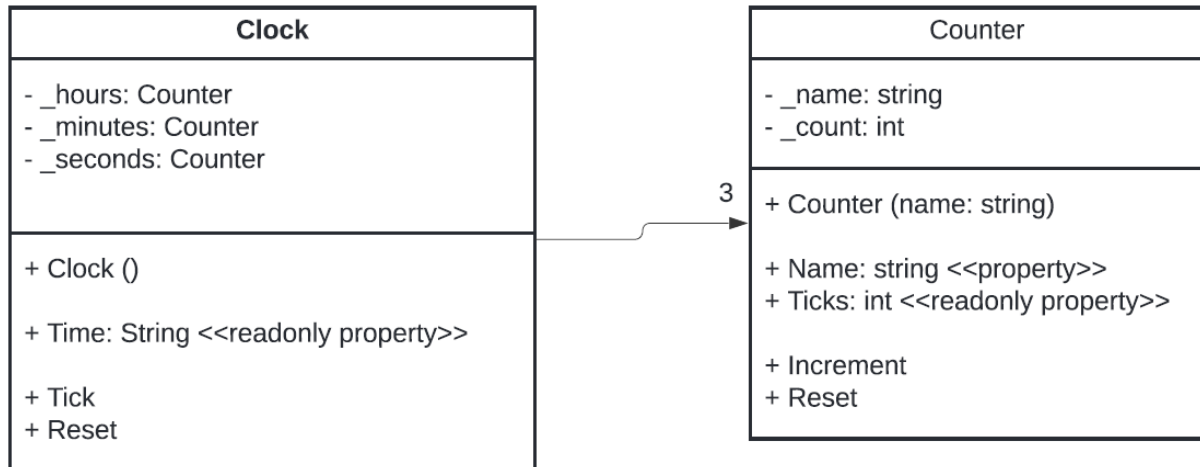 Clock
- _hours: Counter
- _minutes: Counter
- _seconds: Counter
+ Clock ()
+ Time: String <<readonly property>>
+ Tick
+ Reset
3
Counter
- _name: string
- _count: int
+ Counter (name: string)
+ Name: string <<property>>
+ Ticks: int <<readonly property>>
+ Increment
+ Reset